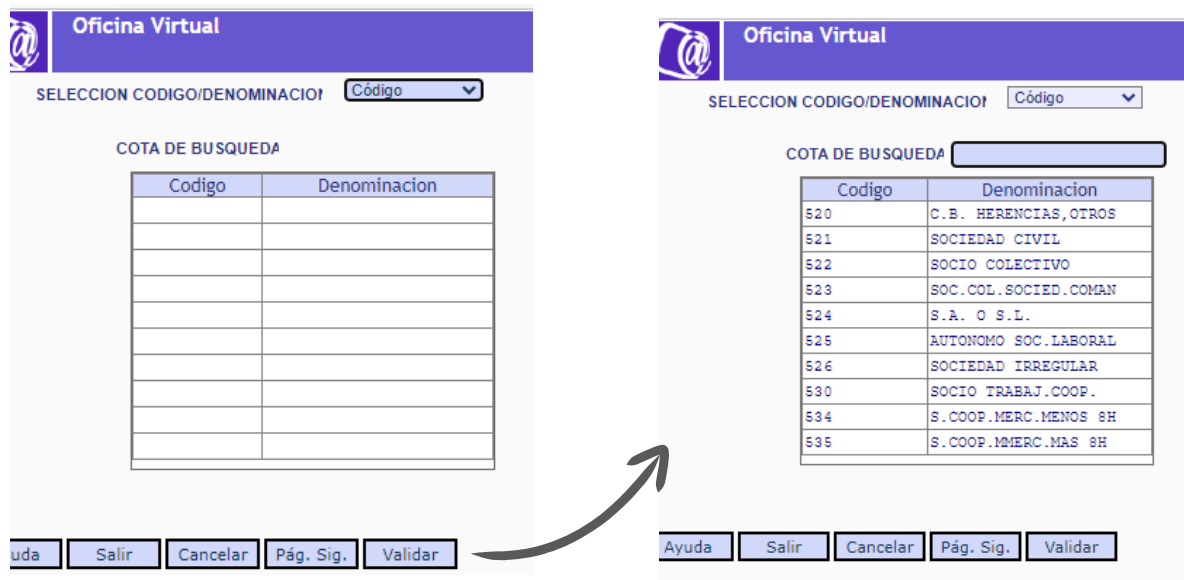 Oficina Virtual
SELECCION CODIGO/DENOMINACION Código
COTA DE BUSQUEDA
Codigo Denominacion
uda Salir Cancelar Pág. Sig. Validar
Oficina Virtual
SELECCION CODIGO/DENOMINACION Código
COTA DE BUSQUEDA
Codigo Denominacion
520 C.B. HERENCIAS,OTROS
521 SOCIEDAD CIVIL
522 SOCIO COLECTIVO
523 SOC.COL.SOCIED.COMAN
524 S.A. O S.L.
525 AUTONOMO SOC.LABORAL
526 SOCIEDAD IRREGULAR
530 SOCIO TRABAJ.COOP.
534 S.COOP.MERC.MENOS 8H
535 S.COOP.MMERC.MAS 8H
Ayuda Salir Cancelar Pág. Sig. Validar